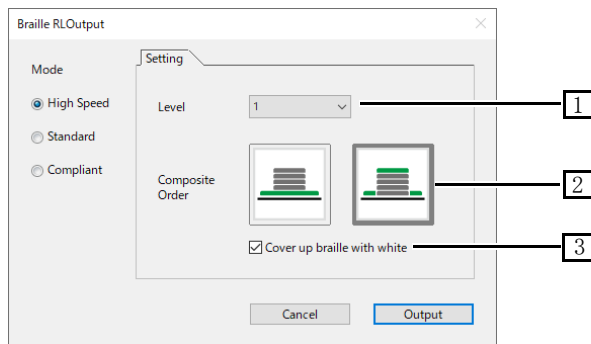 Braille RLOutput
Mode
High Speed
Standard
Compliant
Setting
Level
1
Composite
Order
Cover up braille with white
Cancel
Output
1
2
3